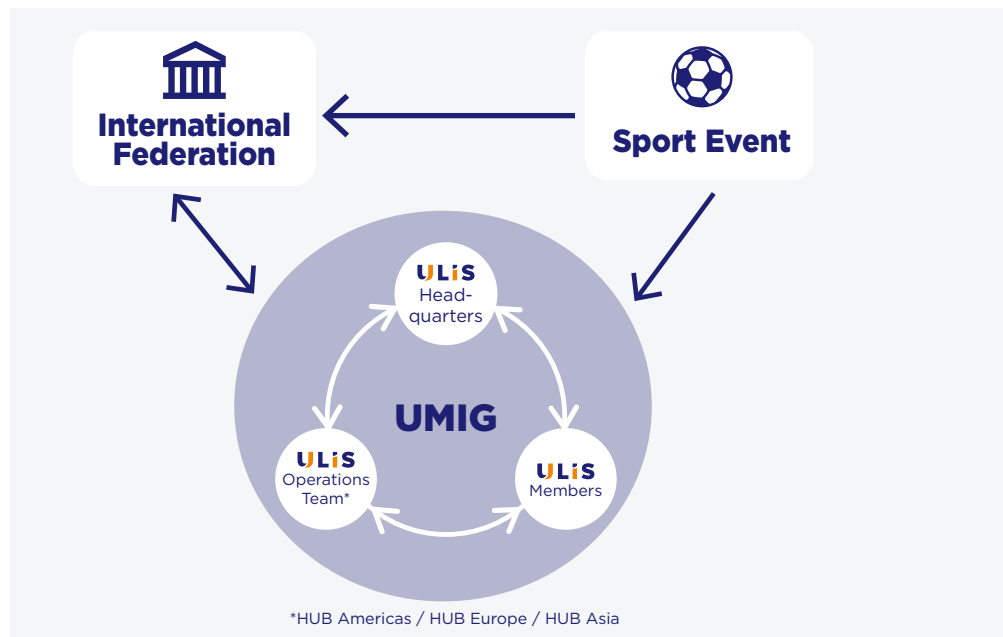 International
Federation
Sport Event
ULiS
Head-
quarters
UMIG
ULiS
Operations
Team*
ULiS
Members
*HUB Americas / HUB Europe / HUB Asia